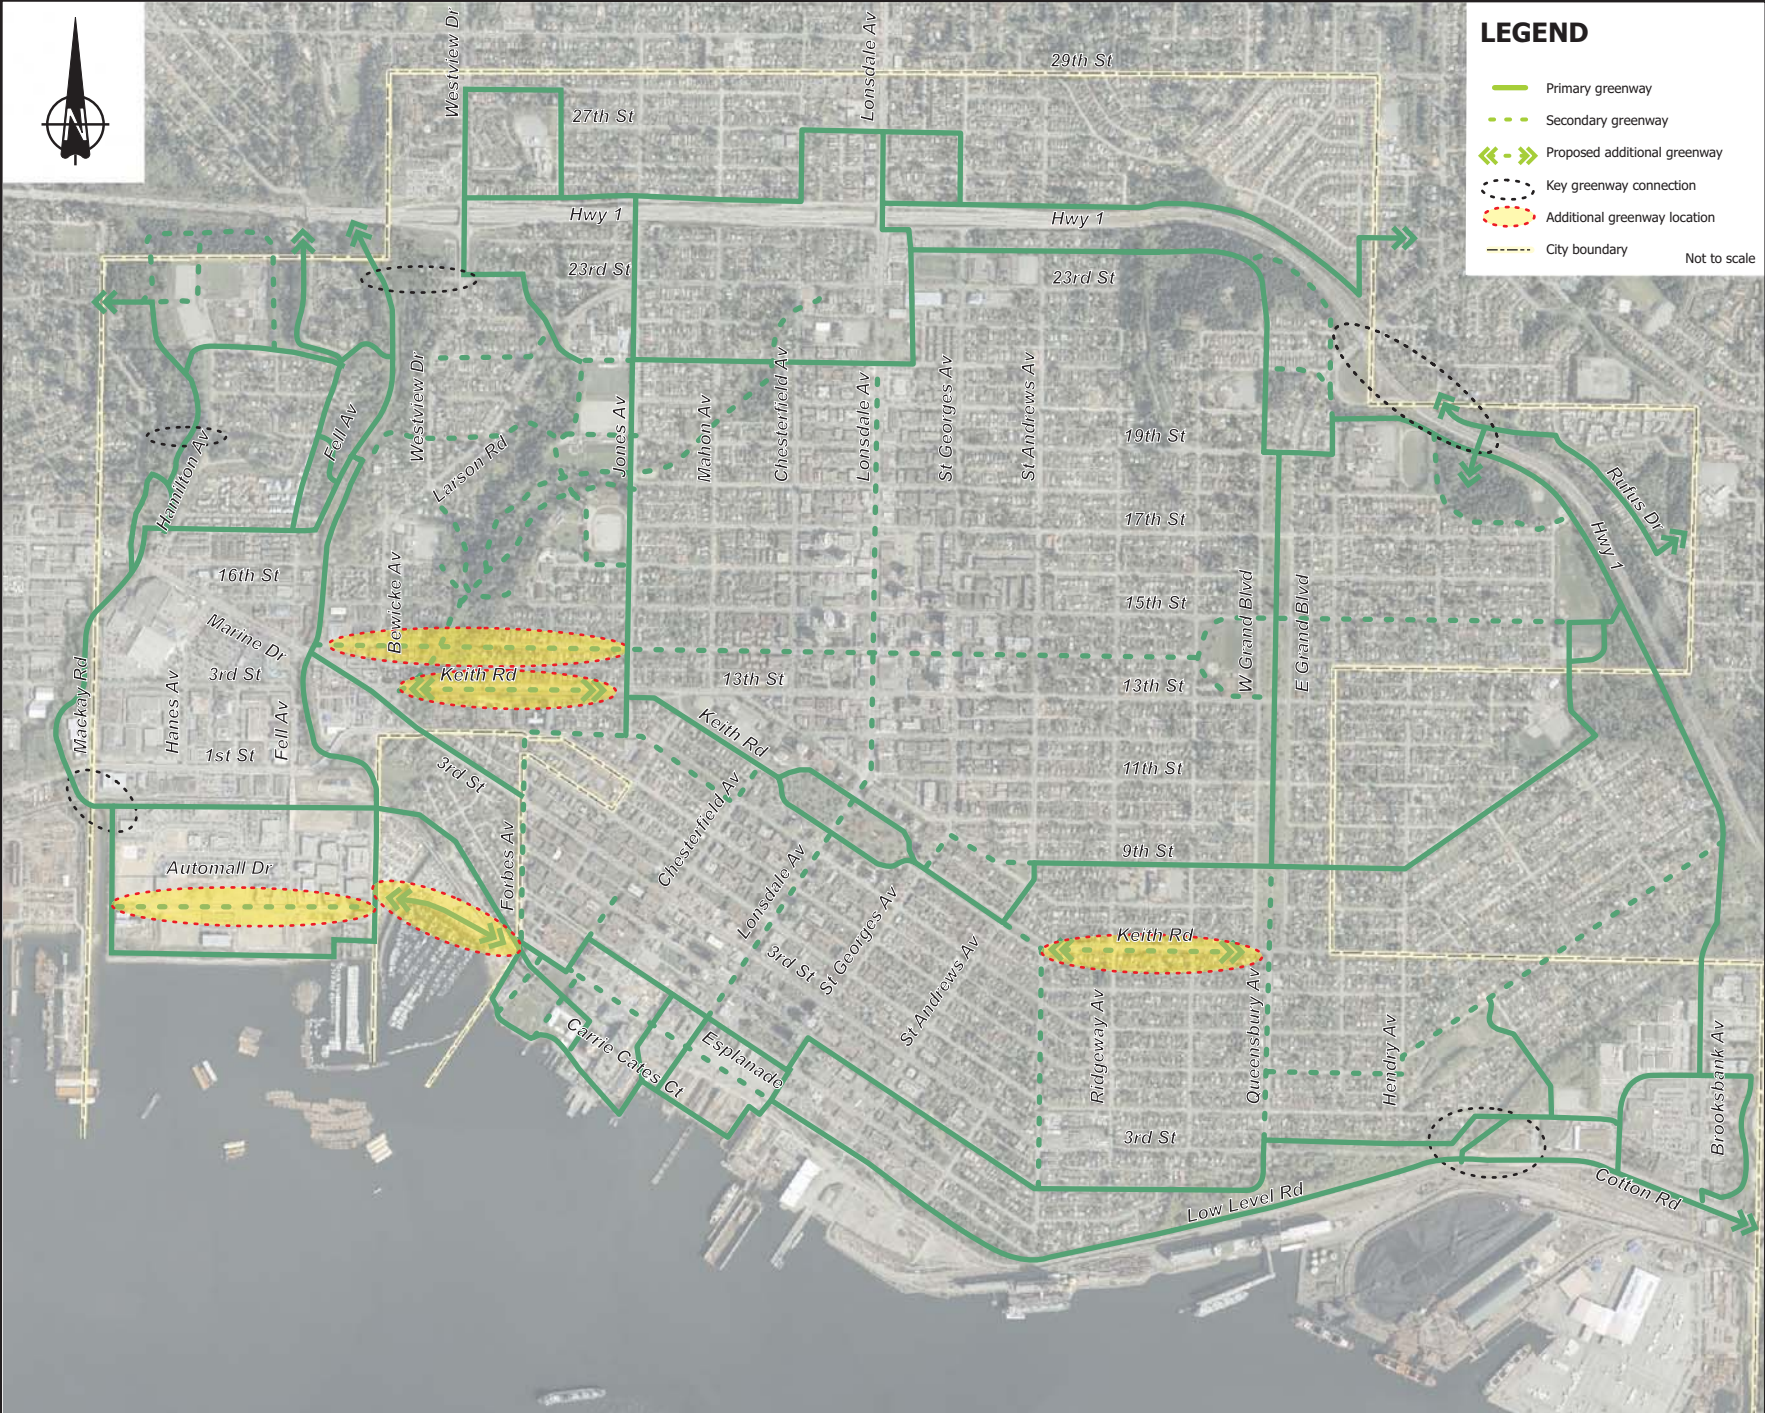 N
LEGEND
Primary greenway
Secondary greenway
Proposed additional greenway
Key greenway connection
Additional greenway location
City boundary
Not to scale
Westview Dr
Lonsdale Av
29th St
27th St
Hwy 1
Hwy 1
23rd St
23rd St
Westview Dr
Fell Av
Hamilton Av
Larson Rd
Jones Av
Mahon Av
Chesterfield Av
Lonsdale Av
St Georges Av
St Andrews Av
19th St
17th St
Rufus Dr
Hwy 1
16th St
Bewicke Av
15th St
W Grand Blvd
E Grand Blvd
Marine Dr
3rd St
Mackay Rd
Hanes Av
Fell Av
1st St
Keith Rd
13th St
13th St
Keith Rd
3rd St
11th St
Chesterfield Av
Forbes Av
Automall Dr
9th St
Lonsdale Av
St Georges Av
3rd St
St Andrews Av
Keith Rd
Ridgeway Av
Queensbury Av
Hendry Av
Brooksbank Av
Carrie Cates Ct
Esplanade
3rd St
Low Level Rd
Cotton Rd